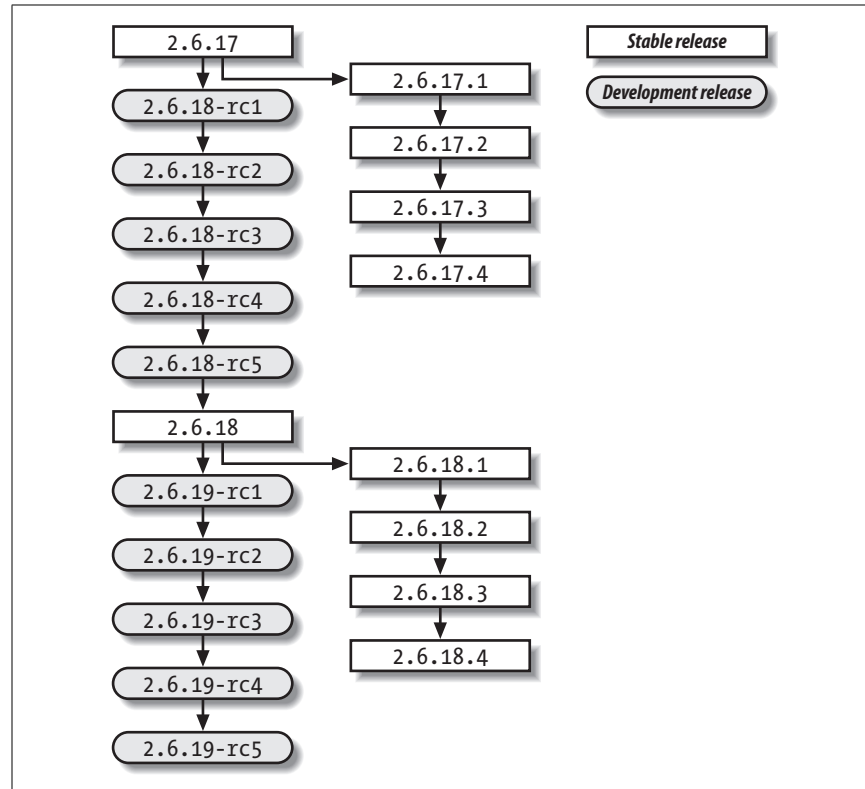 2.6.17
Stable release
2.6.17.1
Development release
2.6.18-rc1
2.6.17.2
2.6.18-rc2
2.6.17.3
2.6.18-rc3
2.6.17.4
2.6.18-rc4
2.6.18-rc5
2.6.18
2.6.18.1
2.6.19-rc1
2.6.18.2
2.6.19-rc2
2.6.18.3
2.6.19-rc3
2.6.18.4
2.6.19-rc4
2.6.19-rc5